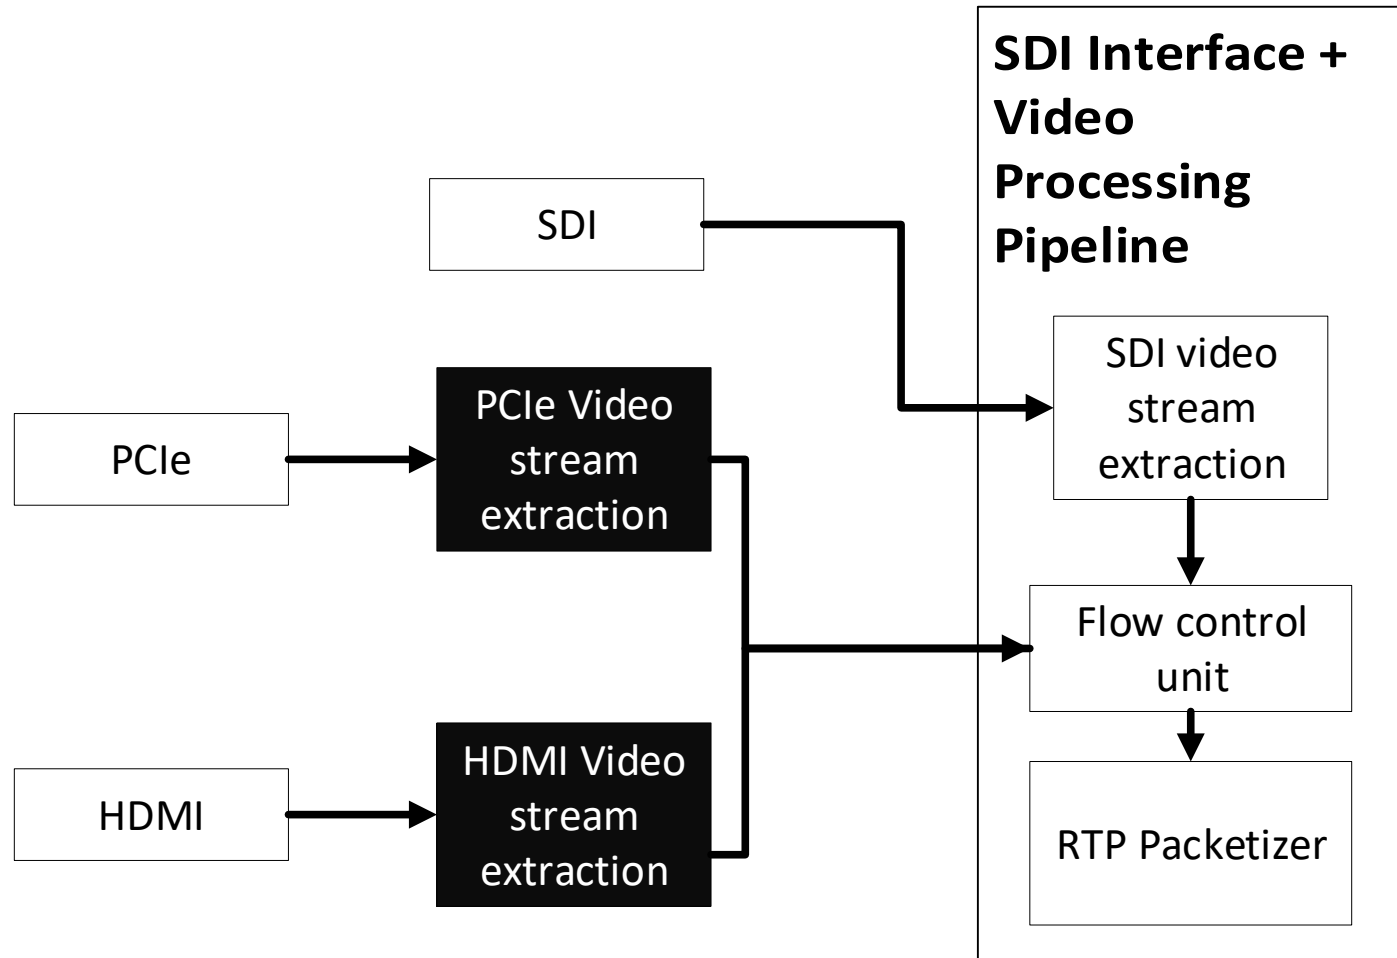 SDI Interface +
Video
Processing
Pipeline
SDI
SDI video
stream
extraction
PCIe
PCIe Video
stream
extraction
Flow control
unit
HDMI
HDMI Video
stream
extraction
RTP Packetizer